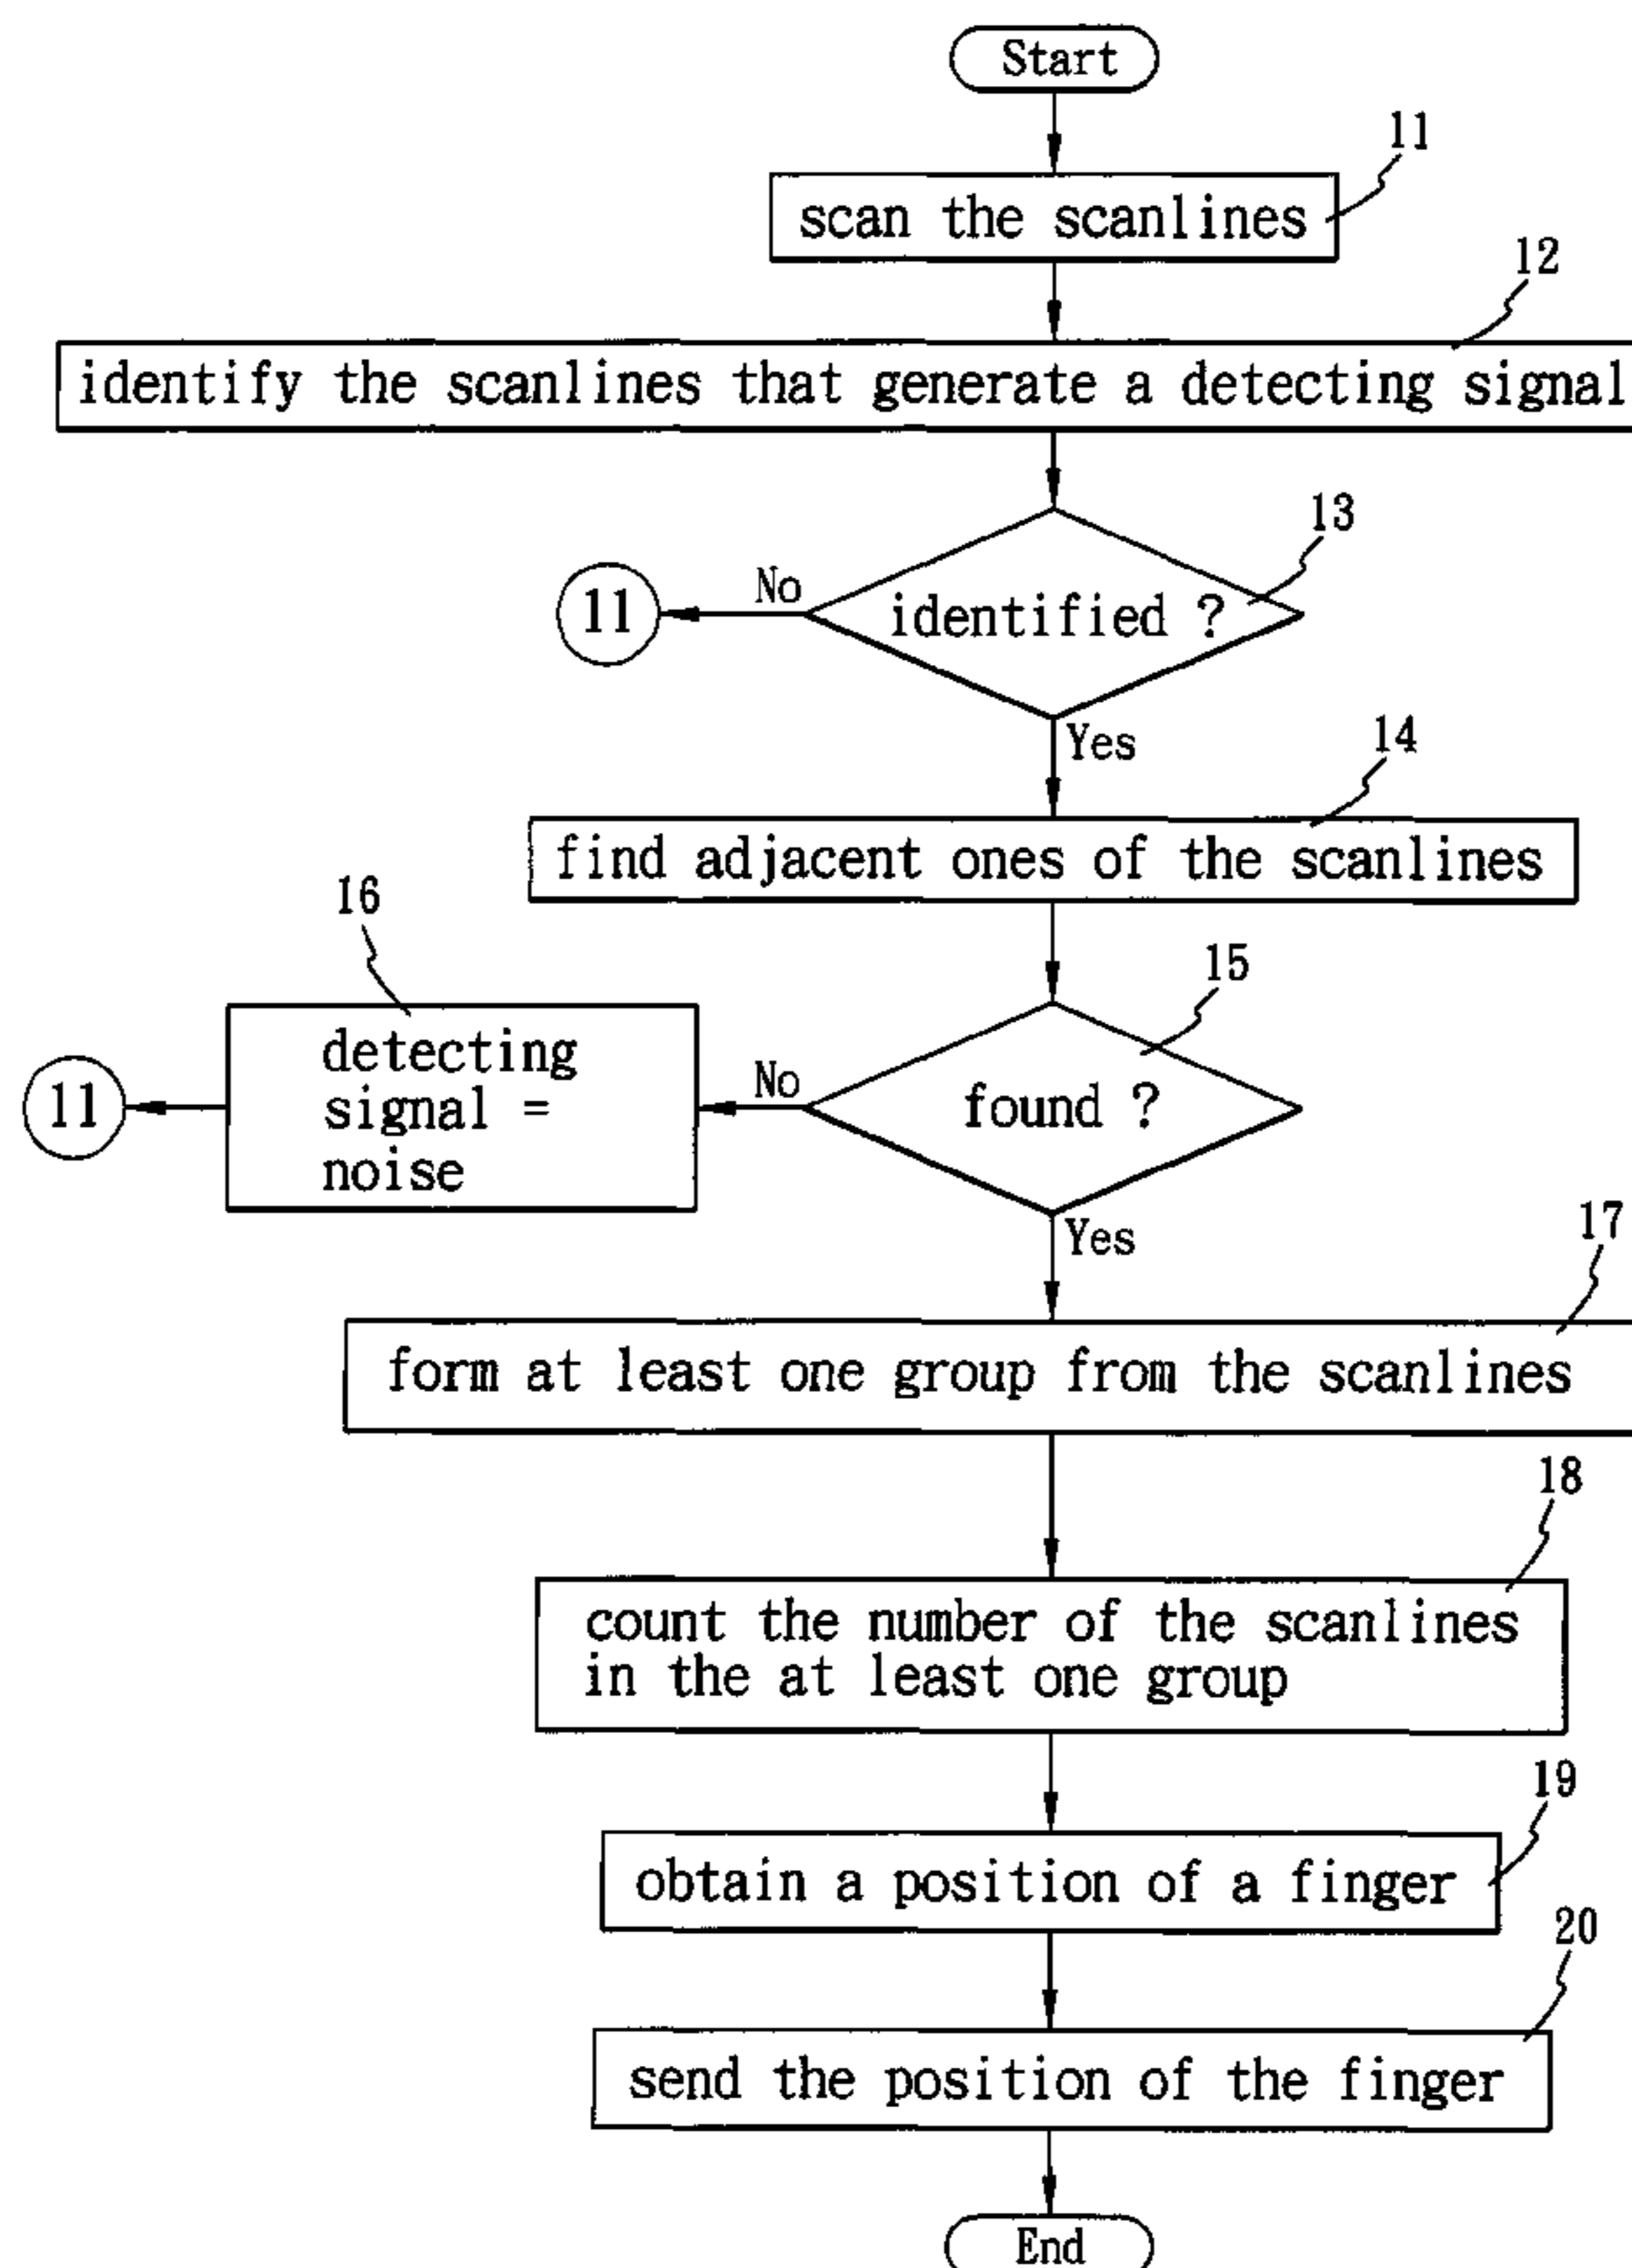 Start
11
scan the scanlines
12
identify the scanlines that generate a detecting signal
13
identified ?
No
11
Yes
14
find adjacent ones of the scanlines
15
found ?
No
16
detecting
signal =
noise
11
Yes
17
form at least one group from the scanlines
18
count the number of the scanlines
in the at least one group
19
obtain a position of a finger
20
send the position of the finger
End